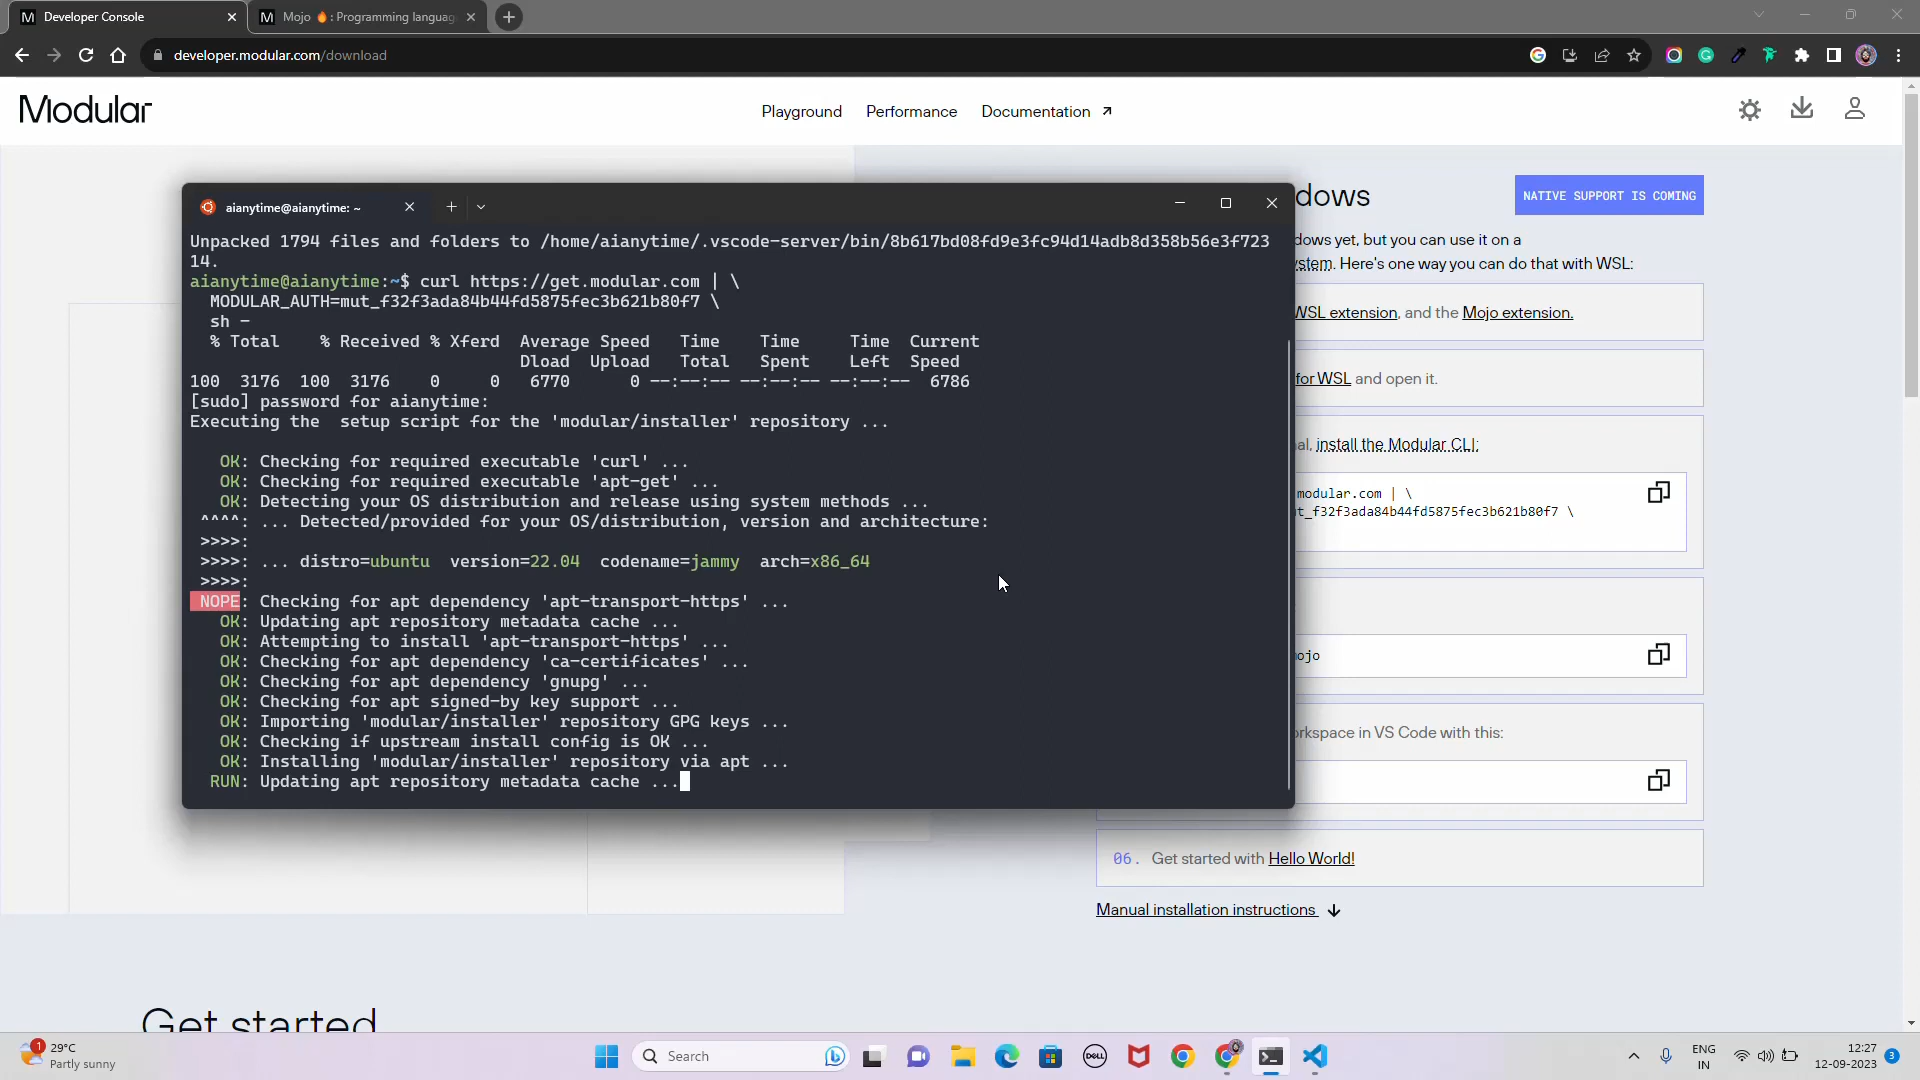 Developer Console
Mojo 🔥: Programming languag
developer.modular.com/download
Modular
Playground
Performance
Documentation
dows
NATIVE SUPPORT IS COMING
dows yet, but you can use it on a
ystem. Here's one way you can do that with WSL:
WSL extension, and the Mojo extension.
for WSL and open it.
al, install the Modular CLI:
modular.com | \
ut_f32f3ada84b44fd5875fec3b621b80f7 \
mojo
orkspace in VS Code with this:
06. Get started with Hello World!
Manual installation instructions
aianytime@aianytime: ~
Unpacked 1794 files and folders to /home/aianytime/.vscode-server/bin/8b617bd08fd9e3fc94d14adb8d358b56e3f723
14.
aianytime@aianytime:~$ curl https://get.modular.com | \
MODULAR_AUTH=mut_f32f3ada84b44fd5875fec3b621b80f7 \
sh -
% Total % Received % Xferd Average Speed Time Time Time Current
Dload Upload Total Spent Left Speed
100 3176 100 3176 0 0 6770 0 --:--:-- --:--:-- --:--:-- 6786
[sudo] password for aianytime:
Executing the setup script for the 'modular/installer' repository ...
OK: Checking for required executable 'curl' ...
OK: Checking for required executable 'apt-get' ...
OK: Detecting your OS distribution and release using system methods ...
^^^^: ... Detected/provided for your OS/distribution, version and architecture:
>>>>:
>>>>: ... distro=ubuntu version=22.04 codename=jammy arch=x86_64
>>>>:
NOPE: Checking for apt dependency 'apt-transport-https' ...
OK: Updating apt repository metadata cache ...
OK: Attempting to install 'apt-transport-https' ...
OK: Checking for apt dependency 'ca-certificates' ...
OK: Checking for apt dependency 'gnupg' ...
OK: Checking for apt signed-by key support ...
OK: Importing 'modular/installer' repository GPG keys ...
OK: Checking if upstream install config is OK ...
OK: Installing 'modular/installer' repository via apt ...
RUN: Updating apt repository metadata cache ...
Get started
1
29°C
Partly sunny
Search
DELL
ENG
IN
12:27
12-09-2023
3